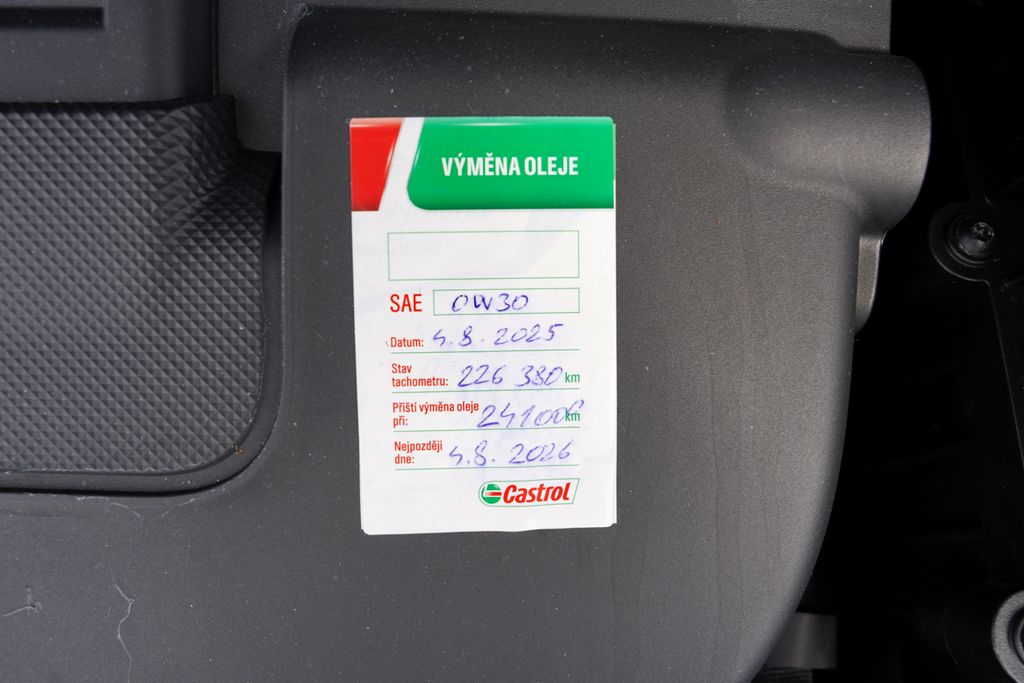 VÝMĚNA OLEJE
SAE 0W30
Datum: 4.8.2025
Stav
tachometru: 226 380 km
Příští výměna oleje
při: 241000 km
Nejpozději
dne: 4.8.2026
Castrol